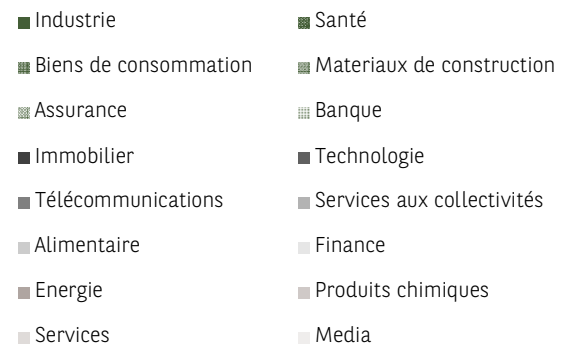 Industrie
Santé
Biens de consommation
Materiaux de construction
Assurance
Banque
Immobilier
Technologie
Télécommunications
Services aux collectivités
Alimentaire
Finance
Energie
Produits chimiques
Services
Media